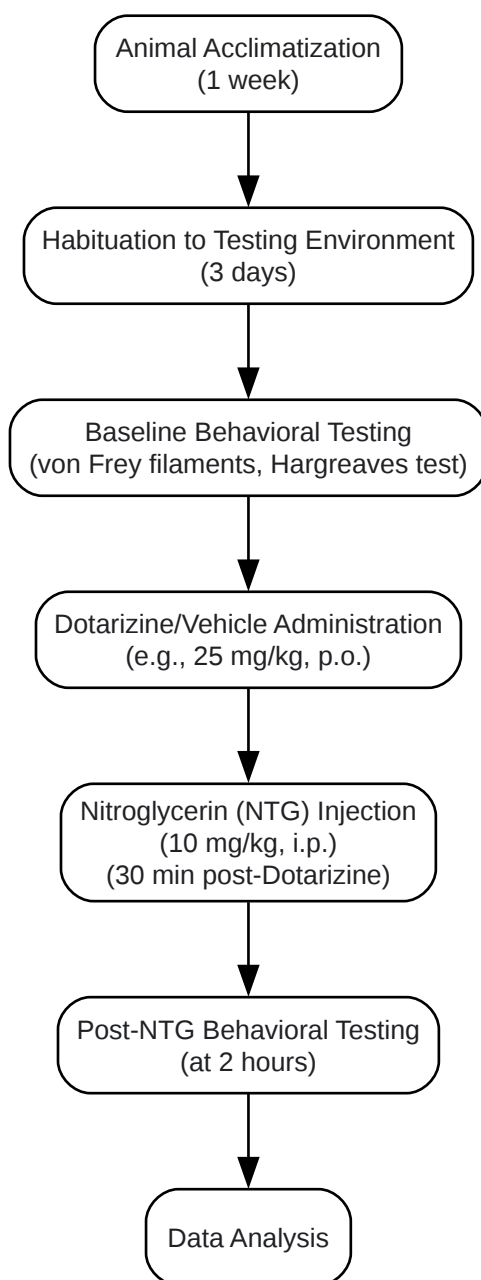 Animal Acclimatization
(1 week)
Habituation to Testing Environment
(3 days)
Baseline Behavioral Testing
(von Frey filaments, Hargreaves test)
Dotarizine/Vehicle Administration
(e.g., 25 mg/kg, p.o.)
Nitroglycerin (NTG) Injection
(10 mg/kg, i.p.)
(30 min post-Dotarizine)
Post-NTG Behavioral Testing
(at 2 hours)
Data Analysis